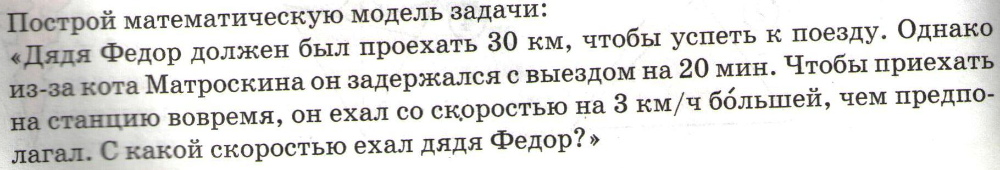 Построй математическую модель задачи:
«Дядя Федор должен был проехать 30 км, чтобы успеть к поезду. Однако
из-за кота Матроскина он задержался с выездом на 20 мин. Чтобы приехать
на станцию вовремя, он ехал со скоростью на 3 км/ч бо́льшей, чем предпо-
лагал. С какой скоростью ехал дядя Федор?»